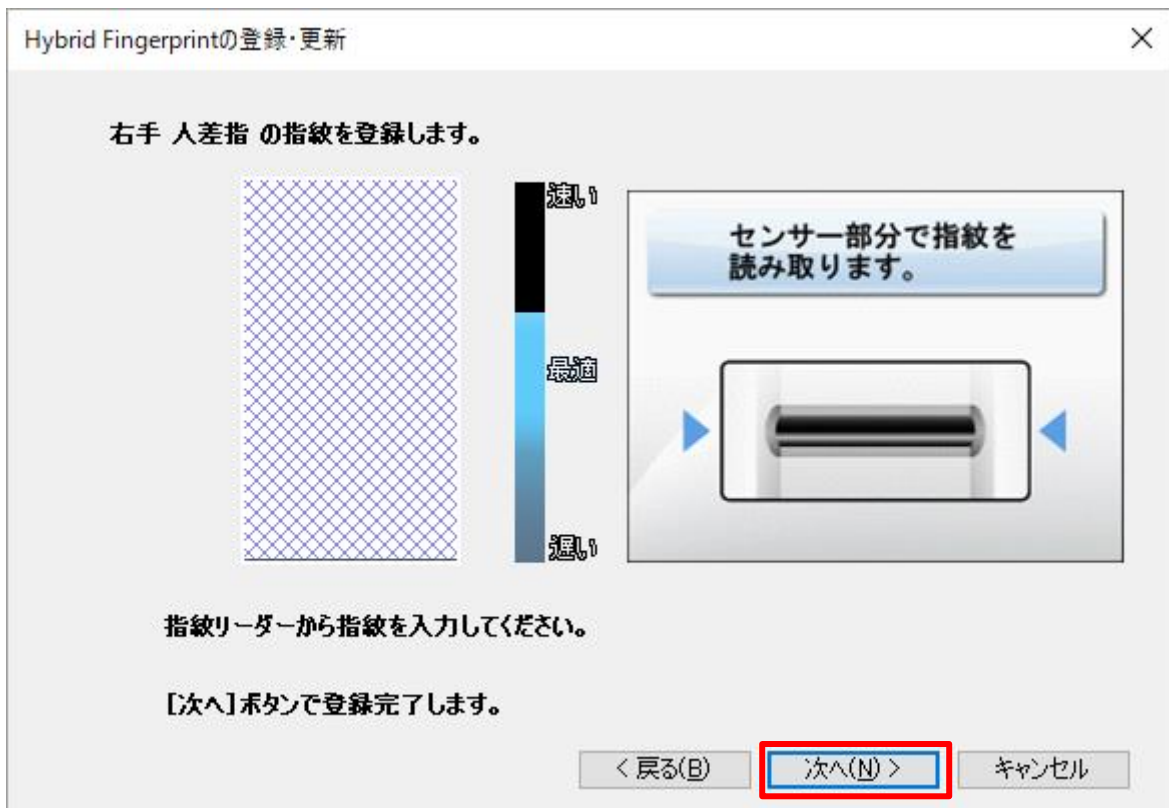 Hybrid Fingerprintの登録・更新
右手 人差指 の指紋を登録します。
速い
センサー部分で指紋を
読み取ります。
最適
遅い
指紋リーダーから指紋を入力してください。
[次へ]ボタンで登録完了します。
< 戻る(B)
次へ(N) >
キャンセル